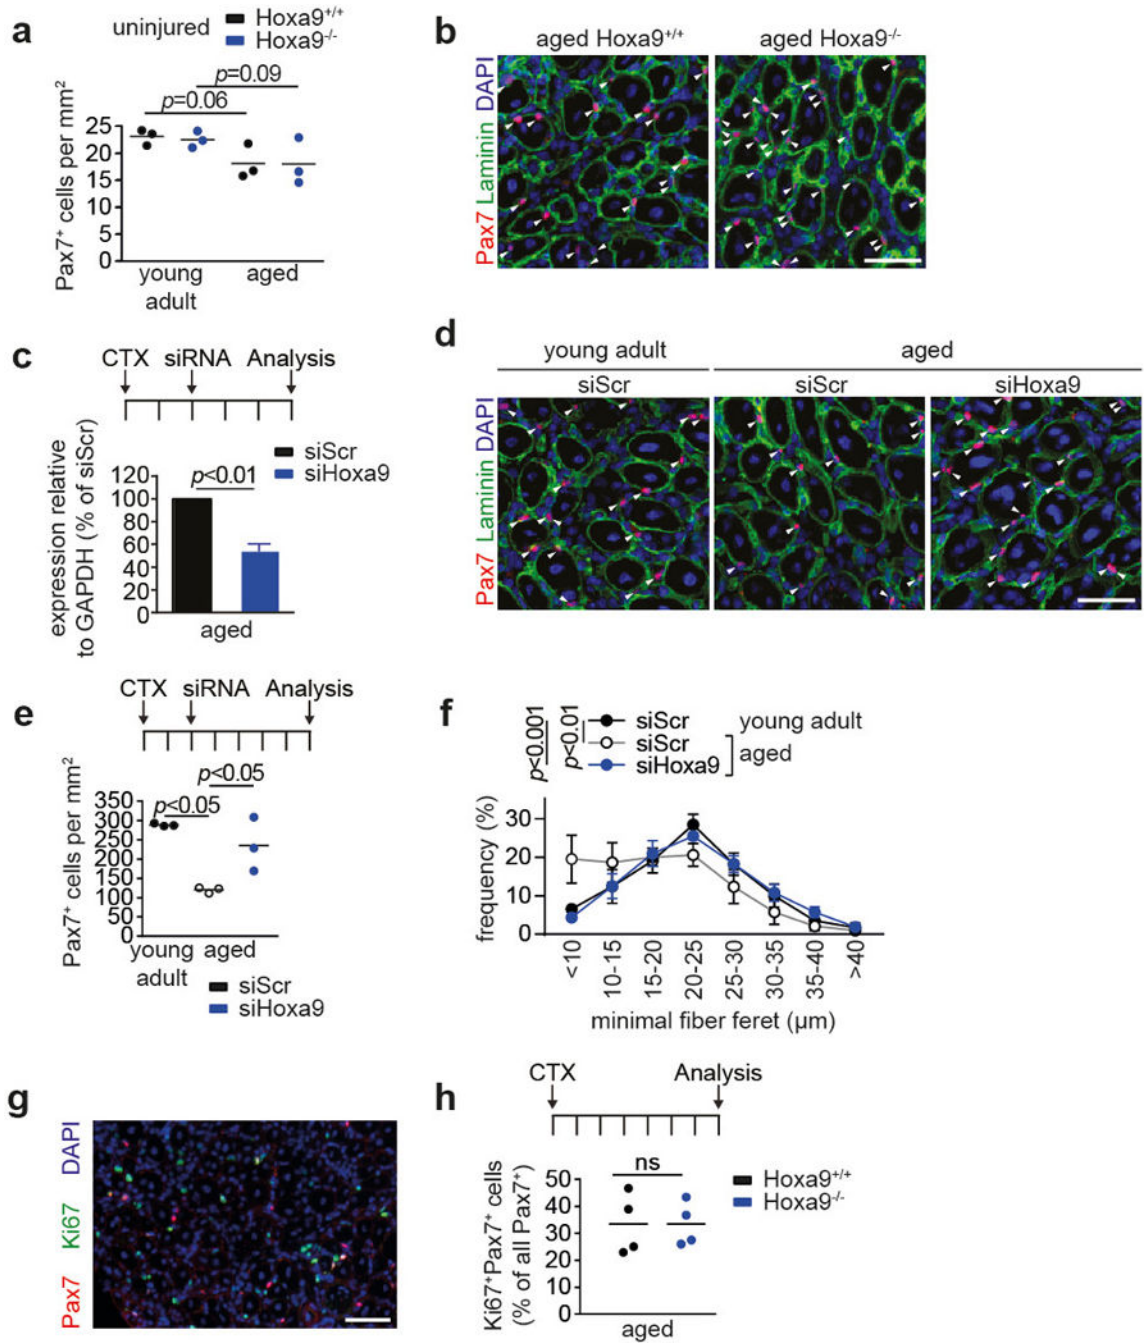 a
uninjured
Hoxa9+/+
Hoxa9-/-
p=0.09
p=0.06
Pax7+ cells per mm2
25
20
15
10
5
0
young adult
aged
b
aged Hoxa9+/+
aged Hoxa9-/-
Pax7 Laminin DAPI
c
CTX siRNA Analysis
siScr
siHoxa9
expression relative
to GAPDH (% of siScr)
120
100
80
60
40
20
0
p<0.01
aged
d
young adult
aged
siScr
siScr
siHoxa9
Pax7 Laminin DAPI
e
CTX siRNA Analysis
p<0.05
p<0.05
Pax7+ cells per mm2
350
300
250
200
150
100
50
0
young adult
aged
siScr
siHoxa9
f
p<0.001
p<0.01
siScr
siScr
siHoxa9
young adult
aged
frequency (%)
30
20
10
0
<10
10-15
15-20
20-25
25-30
30-35
35-40
>40
minimal fiber feret (µm)
g
Pax7 Ki67 DAPI
h
CTX Analysis
ns
Hoxa9+/+
Hoxa9-/-
Ki67+Pax7+ cells
(% of all Pax7+)
50
40
30
20
10
0
aged